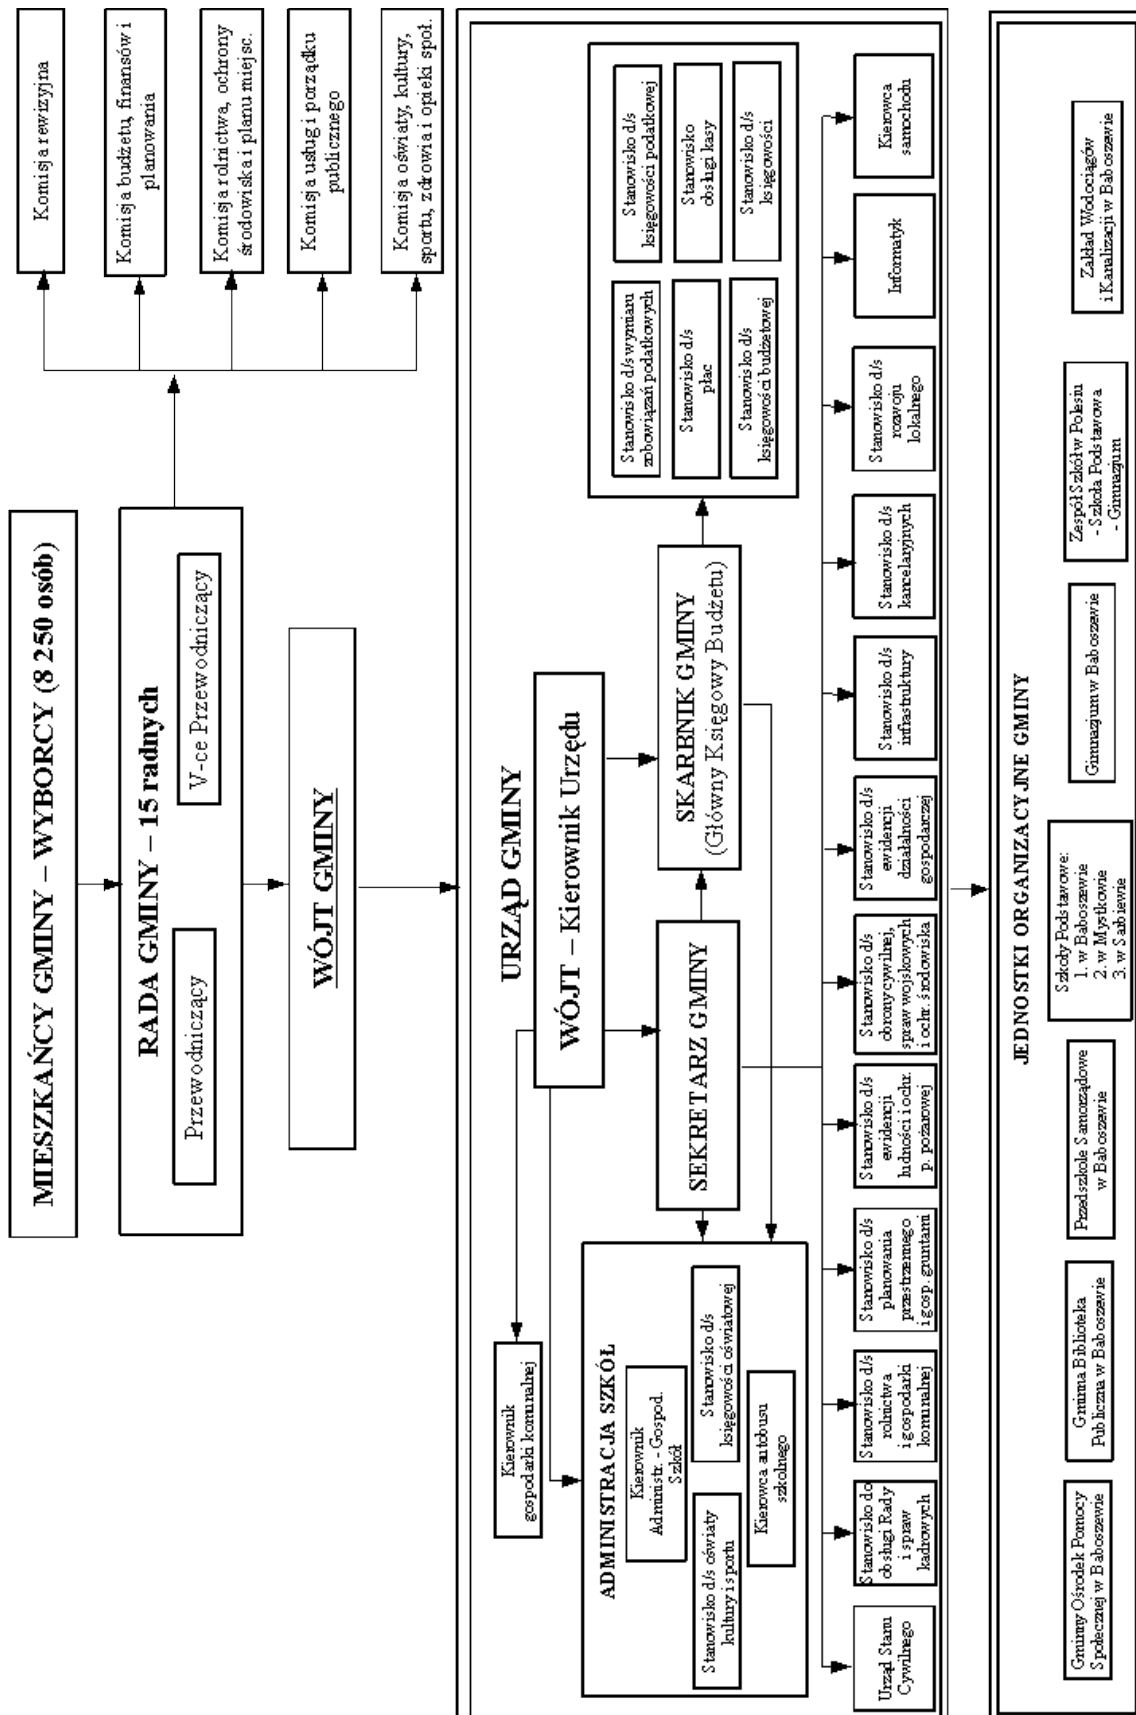 MIESZKAŃCY GMINY – WYBORCY (8 250 osób)
RADA GMINY – 15 radnych
Przewodniczący
V-ce Przewodniczący
WÓJT GMINY
Komisja rewizyjna
Komisja budżetu, finansów i
planowania
Komisja rolnictwa, ochrony
środowiska i planu miejsc.
Komisja usług i porządku
publicznego
Komisja oświaty, kultury,
sportu, zdrowia i opieki społ.
URZĄD GMINY
WÓJT – Kierownik Urzędu
Kierownik
gospodarki komunalnej
SEKRETARZ GMINY
SKARBNIK GMINY
(Główny Księgowy Budżetu)
ADMINISTRACJA SZKÓŁ
Kierownik
Administr. - Gospod.
Szkół
Stanowisko d/s oświaty
kultury i sportu
Stanowisko d/s
księgowości oświatowej
Kierowca autobusu
szkolnego
Stanowisko d/s wymiaru
zobowiązań podatkowych
Stanowisko d/s
księgowości podatkowej
Stanowisko d/s
płac
Stanowisko
obsługi kasy
Stanowisko d/s
księgowości budżetowej
Stanowisko d/s
księgowości
Urząd Stanu
Cywilnego
Stanowisko do
obsługi Rady
i spraw
kadrowych
Stanowisko d/s
rolnictwa
i gospodarki
komunalnej
Stanowisko d/s
planowania
przestrzennego
i gosp. gruntami
Stanowisko d/s
ewidencji
ludności i ochr.
p. pożarowej
Stanowisko d/s
obrony cywilnej,
spraw wojskowych
i ochr. środowiska
Stanowisko d/s
ewidencji
działalności
gospodarczej
Stanowisko d/s
infrastruktury
Stanowisko d/s
kancelaryjnych
Stanowisko d/s
rozwoju
lokalnego
Informatyk
Kierowca
samochodu
JEDNOSTKI ORGANIZACYJNE GMINY
Gminny Ośrodek Pomocy
Społecznej w Baboszewie
Gminna Biblioteka
Publiczna w Baboszewie
Przedszkole Samorządowe
w Baboszewie
Szkoły Podstawowe:
1. w Baboszewie
2. w Mystkowie
3. w Sarbiewie
Gimnazjum w Baboszewie
Zespół Szkół w Polesiu
- Szkoła Podstawowa
- Gimnazjum
Zakład Wodociągów
i Kanalizacji w Baboszewie